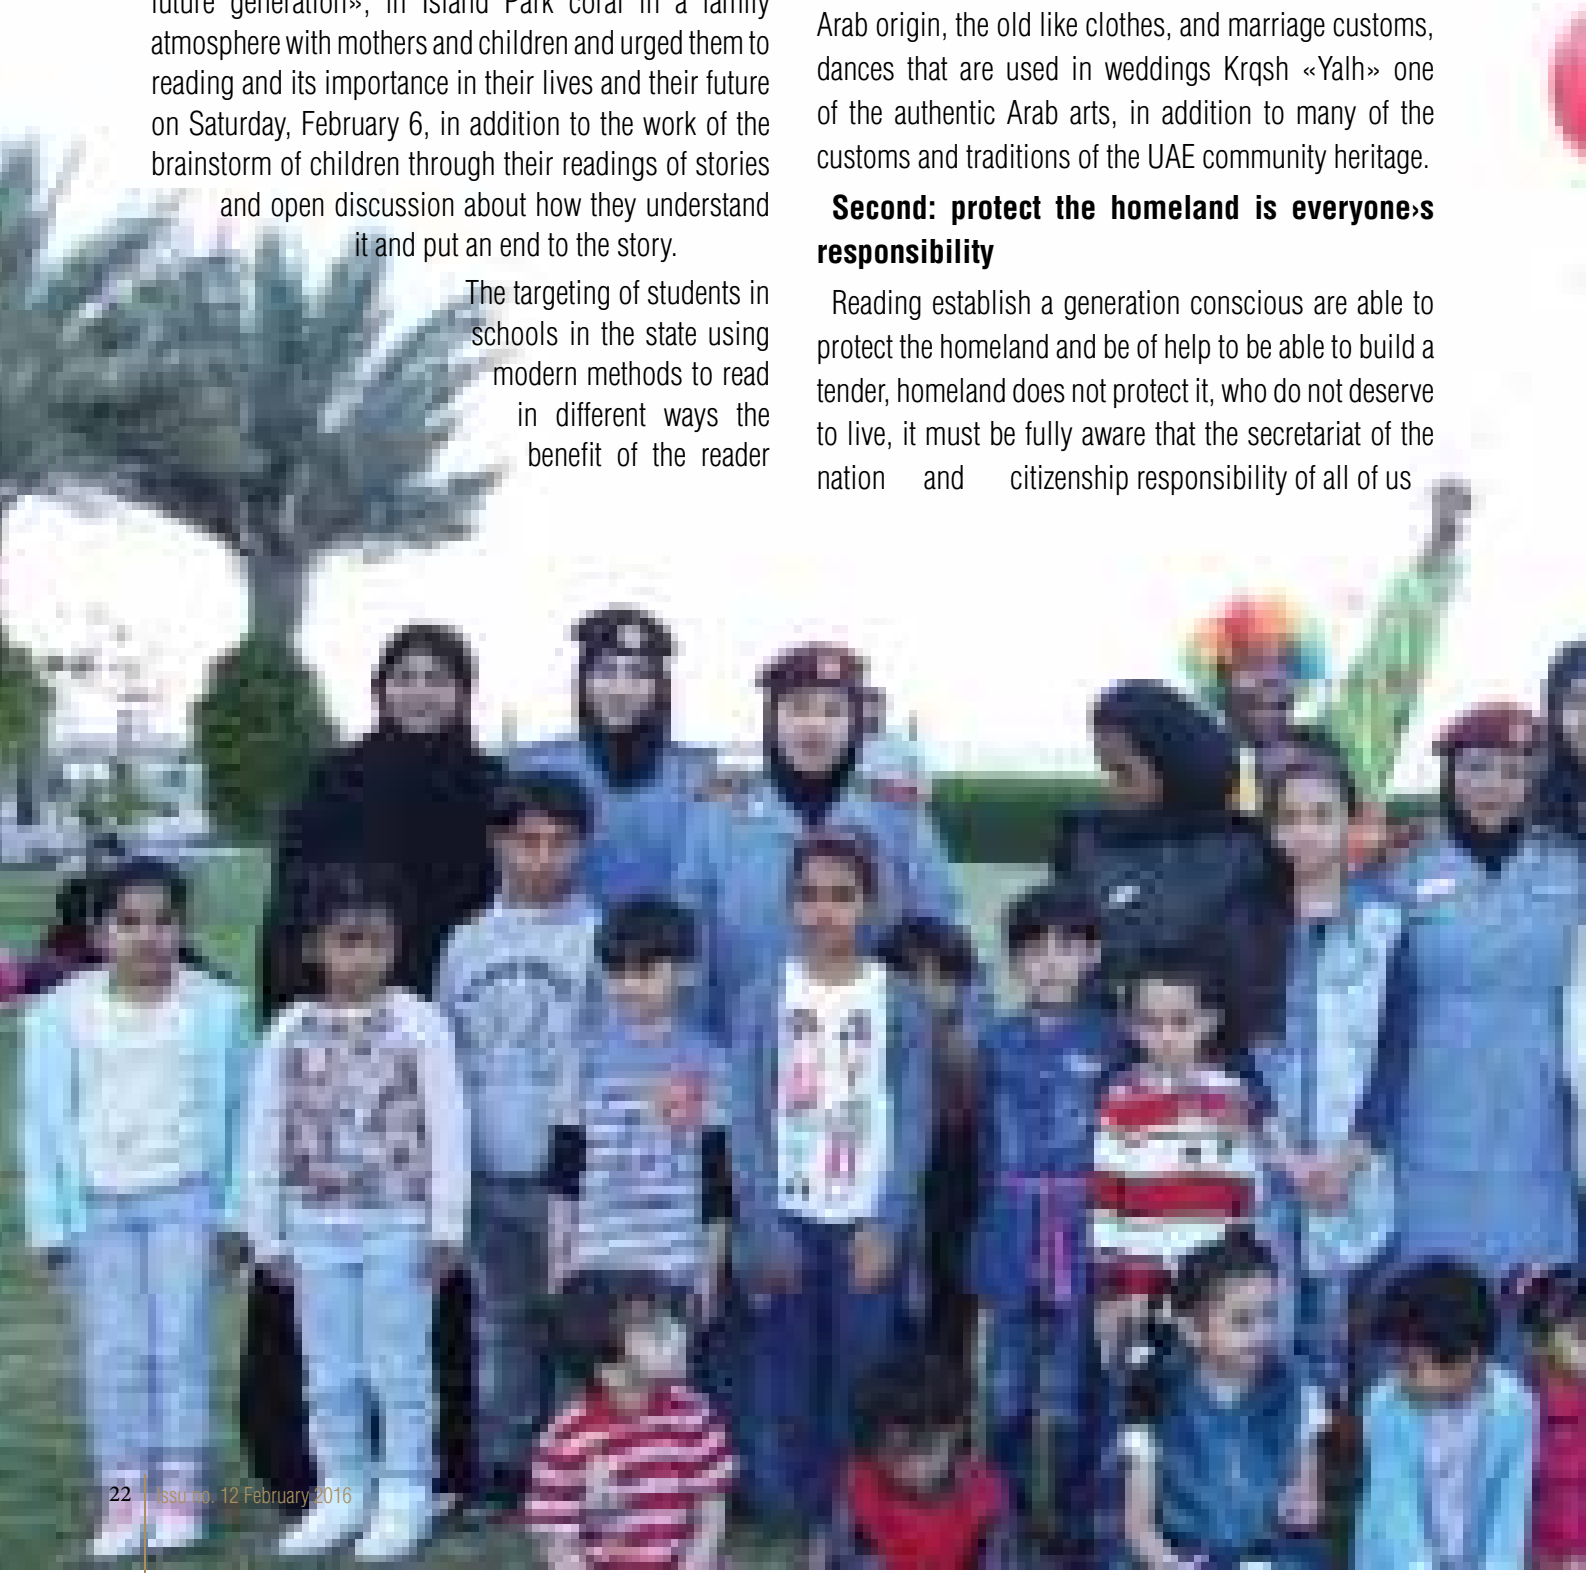 future generation», in Island Park coral in a family
atmosphere with mothers and children and urged them to
reading and its importance in their lives and their future
on Saturday, February 6, in addition to the work of the
brainstorm of children through their readings of stories
and open discussion about how they understand
it and put an end to the story.
The targeting of students in
schools in the state using
modern methods to read
in different ways the
benefit of the reader
Arab origin, the old like clothes, and marriage customs,
dances that are used in weddings Krqsh «Yalh» one
of the authentic Arab arts, in addition to many of the
customs and traditions of the UAE community heritage.
Second: protect the homeland is everyone›s
responsibility
Reading establish a generation conscious are able to
protect the homeland and be of help to be able to build a
tender, homeland does not protect it, who do not deserve
to live, it must be fully aware that the secretariat of the
nation and citizenship responsibility of all of us
22 Issu no. 12 February 2016